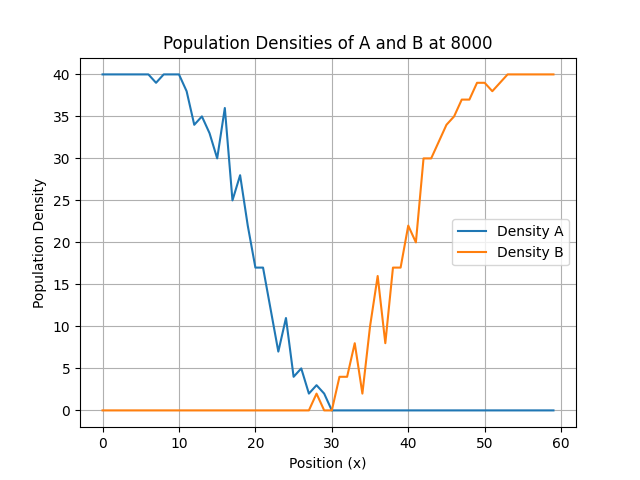 Population Densities of A and B at 8000
40
35
30
25
20
15
10
5
0
Population Density
Density A
Density B
0 10 20 30 40 50 60
Position (x)